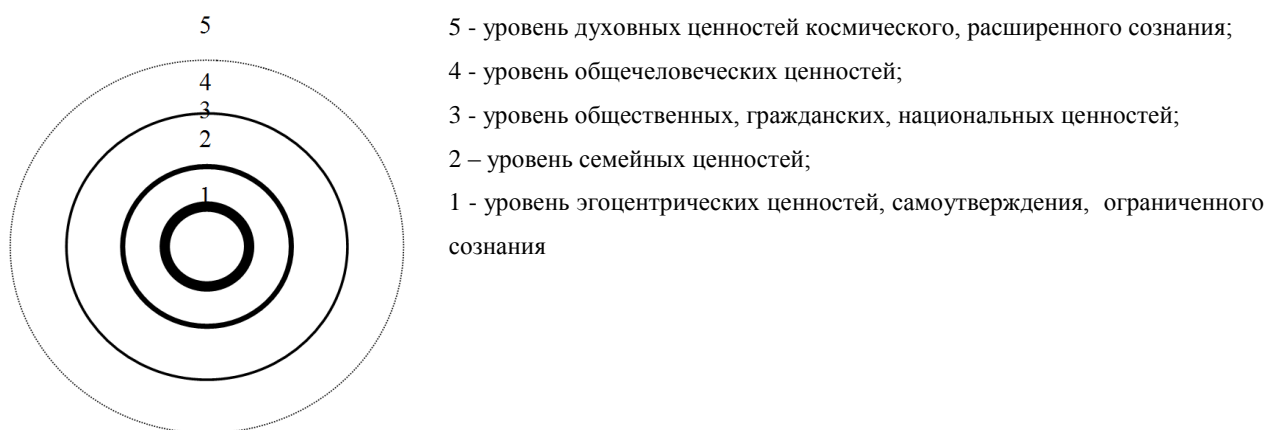 5
4
3
2
1
5 - уровень духовных ценностей космического, расширенного сознания;
4 - уровень общечеловеческих ценностей;
3 - уровень общественных, гражданских, национальных ценностей;
2 – уровень семейных ценностей;
1 - уровень эгоцентрических ценностей, самоутверждения, ограниченного
сознания